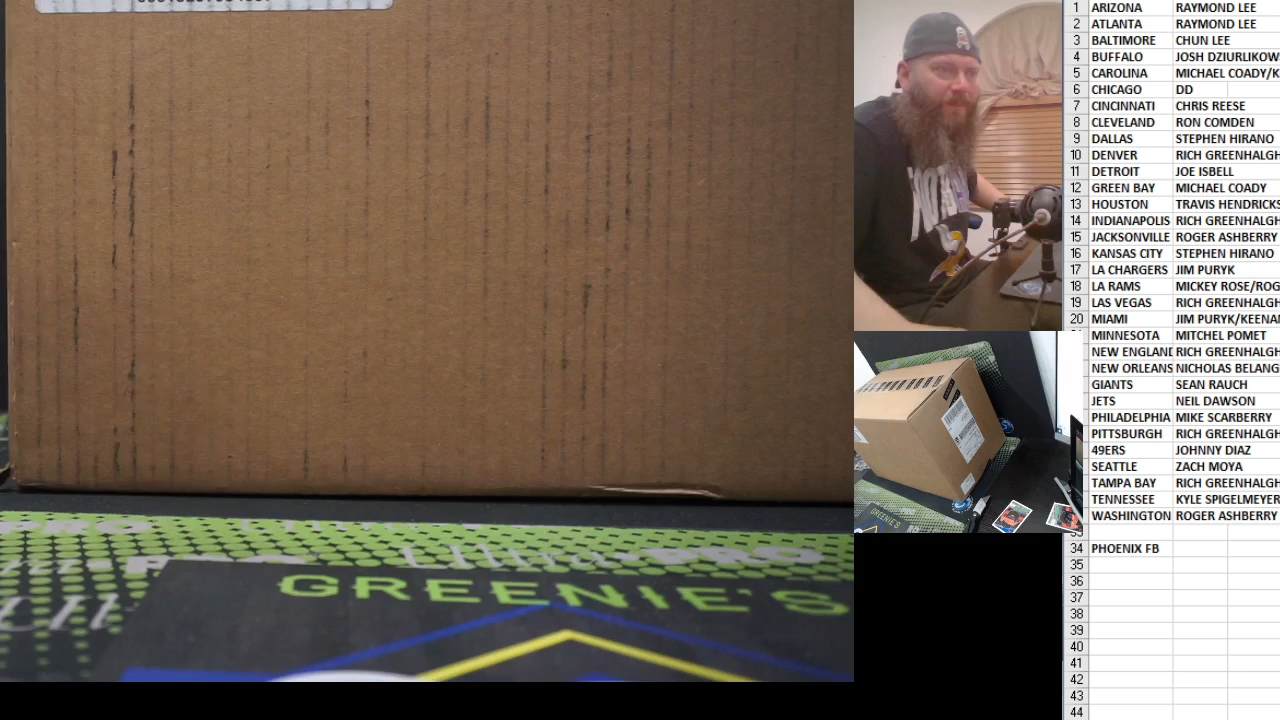 1 ARIZONA RAYMOND LEE
2 ATLANTA RAYMOND LEE
3 BALTIMORE CHUN LEE
4 BUFFALO JOSH DZIURLIKOW
5 CAROLINA MICHAEL COADY/K
6 CHICAGO DD
7 CINCINNATI CHRIS REESE
8 CLEVELAND RON COMDEN
9 DALLAS STEPHEN HIRANO
10 DENVER RICH GREENHALGH
11 DETROIT JOE ISBELL
12 GREEN BAY MICHAEL COADY
13 HOUSTON TRAVIS HENDRICKS
14 INDIANAPOLIS RICH GREENHALGH
15 JACKSONVILLE ROGER ASHBERRY
16 KANSAS CITY STEPHEN HIRANO
17 LA CHARGERS JIM PURYK
18 LA RAMS MICKEY ROSE/ROG
19 LAS VEGAS RICH GREENHALGH
20 MIAMI JIM PURYK/KEENAN
MINNESOTA MITCHEL POMET
NEW ENGLAND RICH GREENHALGH
NEW ORLEANS NICHOLAS BELANG
GIANTS SEAN RAUCH
JETS NEIL DAWSON
PHILADELPHIA MIKE SCARBERRY
PITTSBURGH RICH GREENHALGH
49ERS JOHNNY DIAZ
SEATTLE ZACH MOYA
TAMPA BAY RICH GREENHALGH
TENNESSEE KYLE SPIGELMEYER
WASHINGTON ROGER ASHBERRY
33
34 PHOENIX FB
35
36
37
38
39
40
41
42
43
44
PRO Ultra PRO
GREENIE'S
GREENIE'S